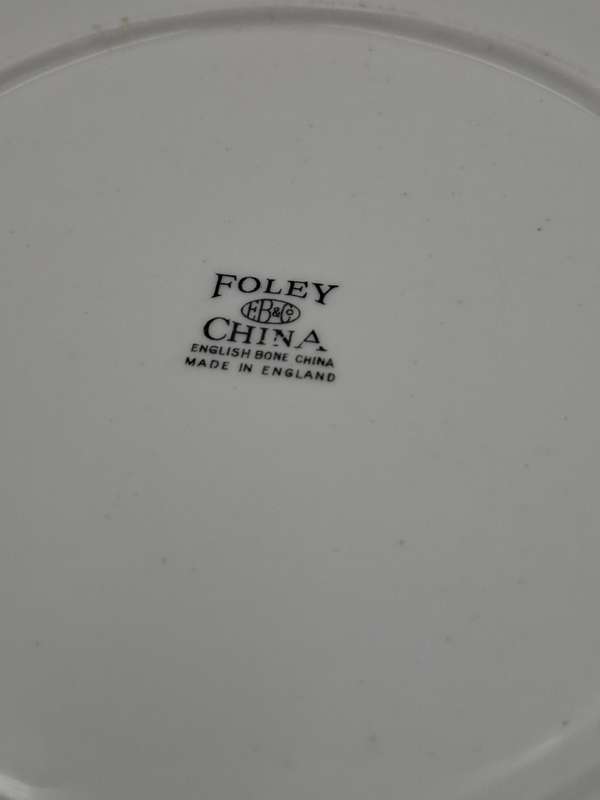 FOLEY
EB&Co
CHINA
ENGLISH BONE CHINA
MADE IN ENGLAND